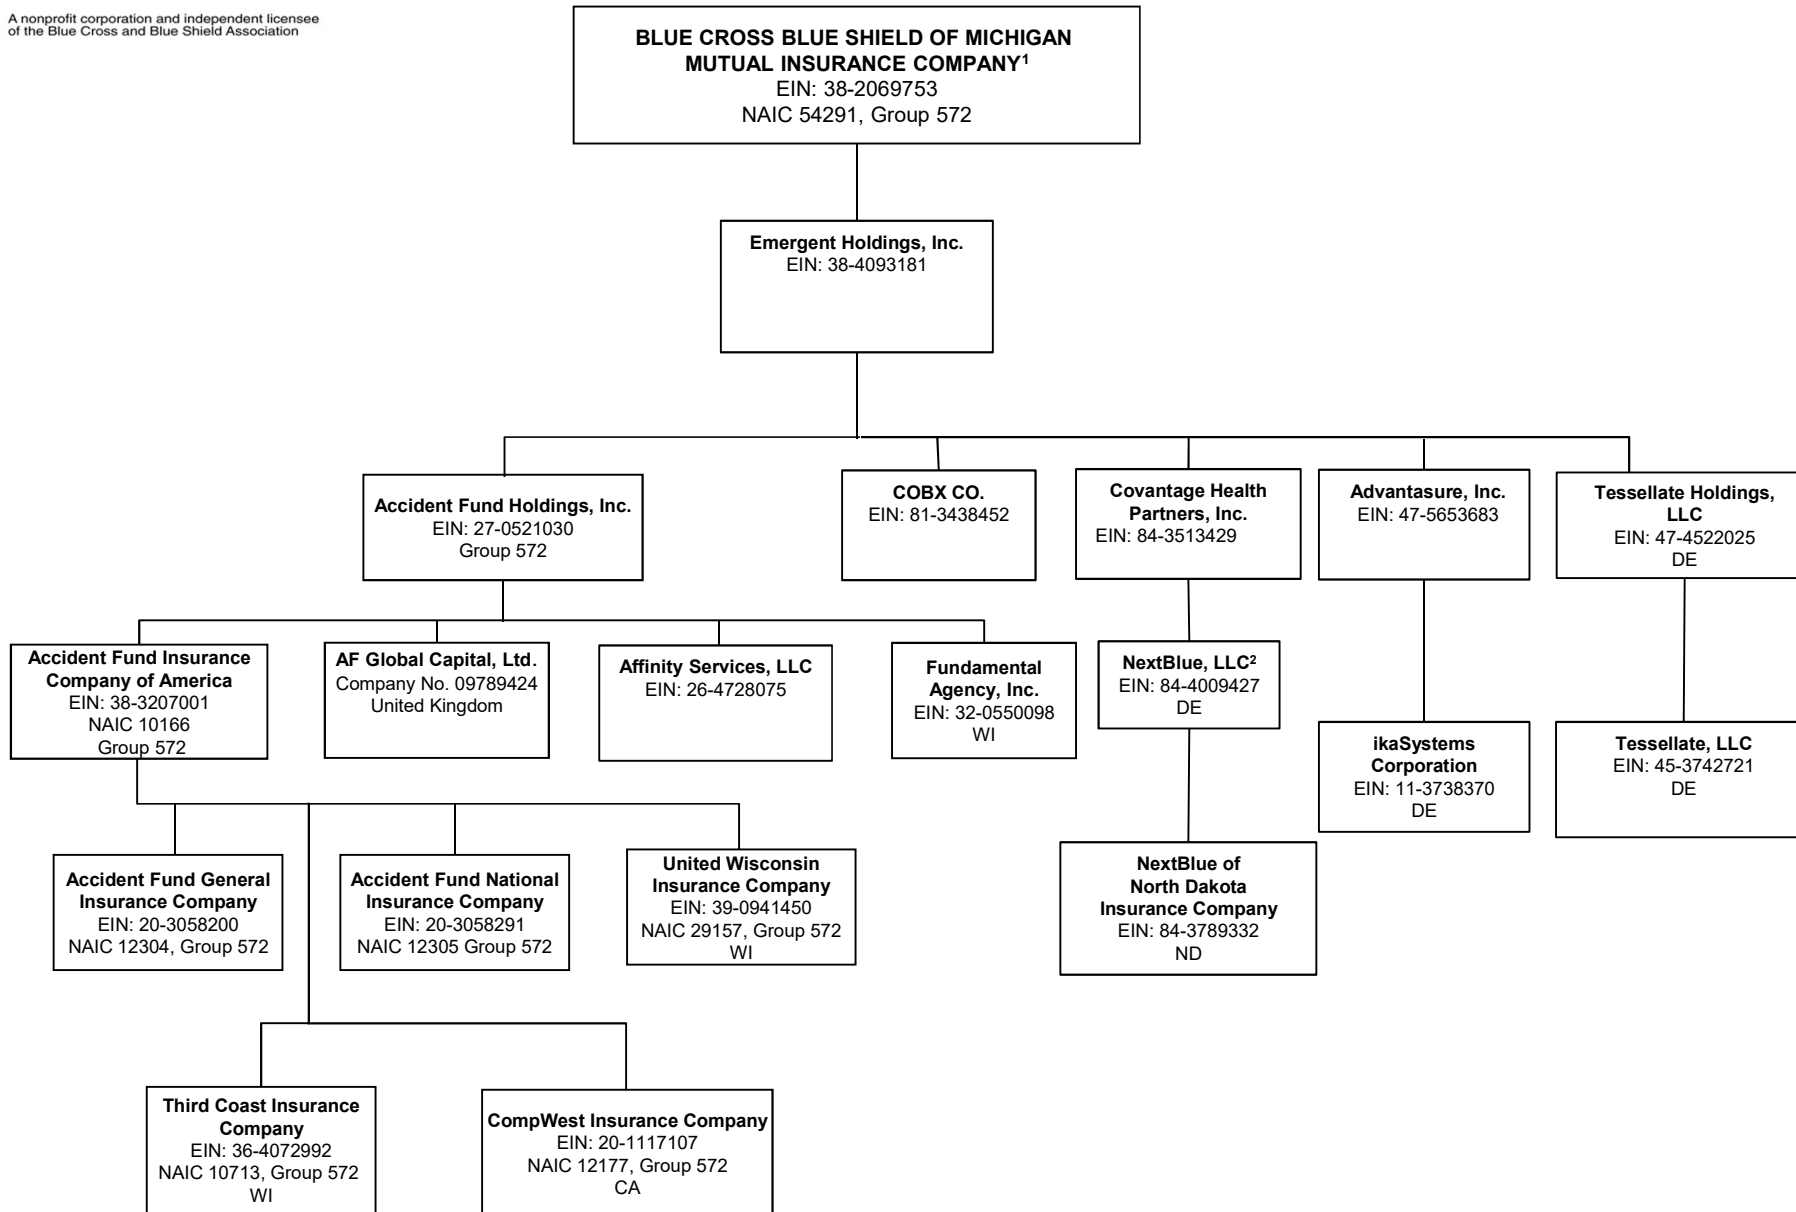 A nonprofit corporation and independent licensee
of the Blue Cross and Blue Shield Association
BLUE CROSS BLUE SHIELD OF MICHIGAN
MUTUAL INSURANCE COMPANY¹
EIN: 38-2069753
NAIC 54291, Group 572
Emergent Holdings, Inc.
EIN: 38-4093181
Accident Fund Holdings, Inc.
EIN: 27-0521030
Group 572
COBX CO.
EIN: 81-3438452
Covantage Health
Partners, Inc.
EIN: 84-3513429
Advantasure, Inc.
EIN: 47-5653683
Tessellate Holdings,
LLC
EIN: 47-4522025
DE
Accident Fund Insurance
Company of America
EIN: 38-3207001
NAIC 10166
Group 572
AF Global Capital, Ltd.
Company No. 09789424
United Kingdom
Affinity Services, LLC
EIN: 26-4728075
Fundamental
Agency, Inc.
EIN: 32-0550098
WI
NextBlue, LLC²
EIN: 84-4009427
DE
ikaSystems
Corporation
EIN: 11-3738370
DE
Tessellate, LLC
EIN: 45-3742721
DE
Accident Fund General
Insurance Company
EIN: 20-3058200
NAIC 12304, Group 572
Accident Fund National
Insurance Company
EIN: 20-3058291
NAIC 12305 Group 572
United Wisconsin
Insurance Company
EIN: 39-0941450
NAIC 29157, Group 572
WI
NextBlue of
North Dakota
Insurance Company
EIN: 84-3789332
ND
Third Coast Insurance
Company
EIN: 36-4072992
NAIC 10713, Group 572
WI
CompWest Insurance Company
EIN: 20-1117107
NAIC 12177, Group 572
CA